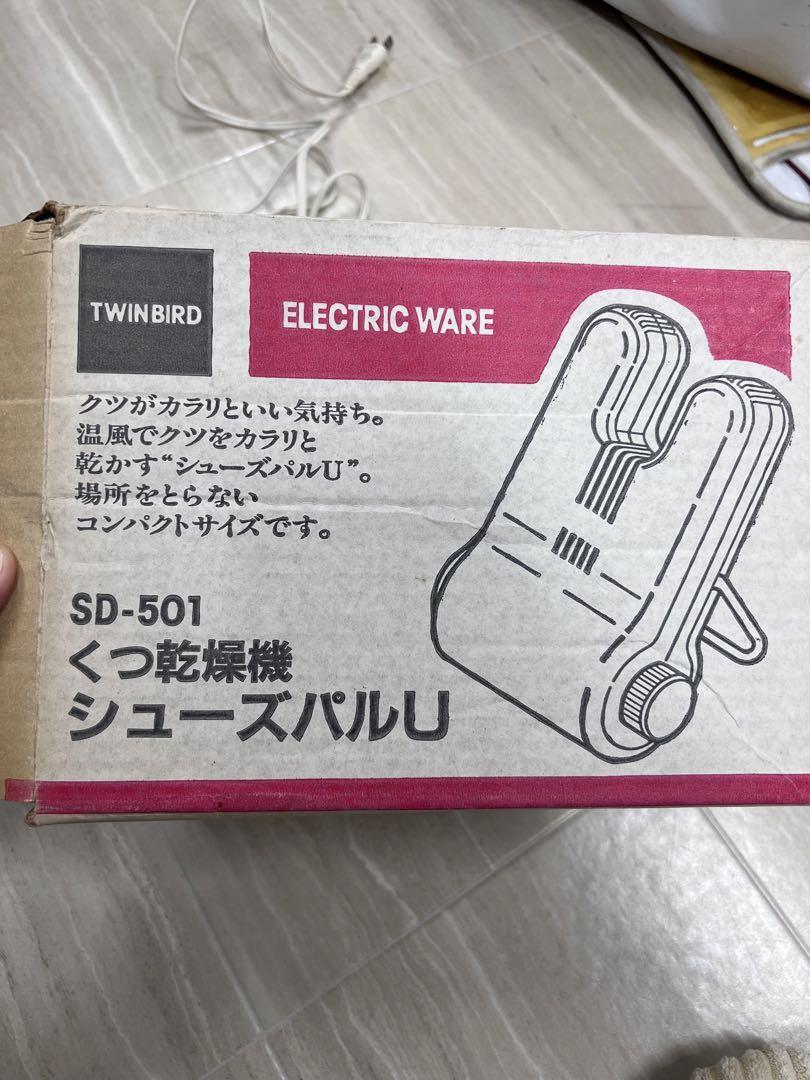 TWINBIRD
ELECTRIC WARE
クツがカラリといい気持ち。
温風でクツをカラリと
乾かす“シューズパルU”。
場所をとらない
コンパクトサイズです。
SD-501
くつ乾燥機
シューズパルU